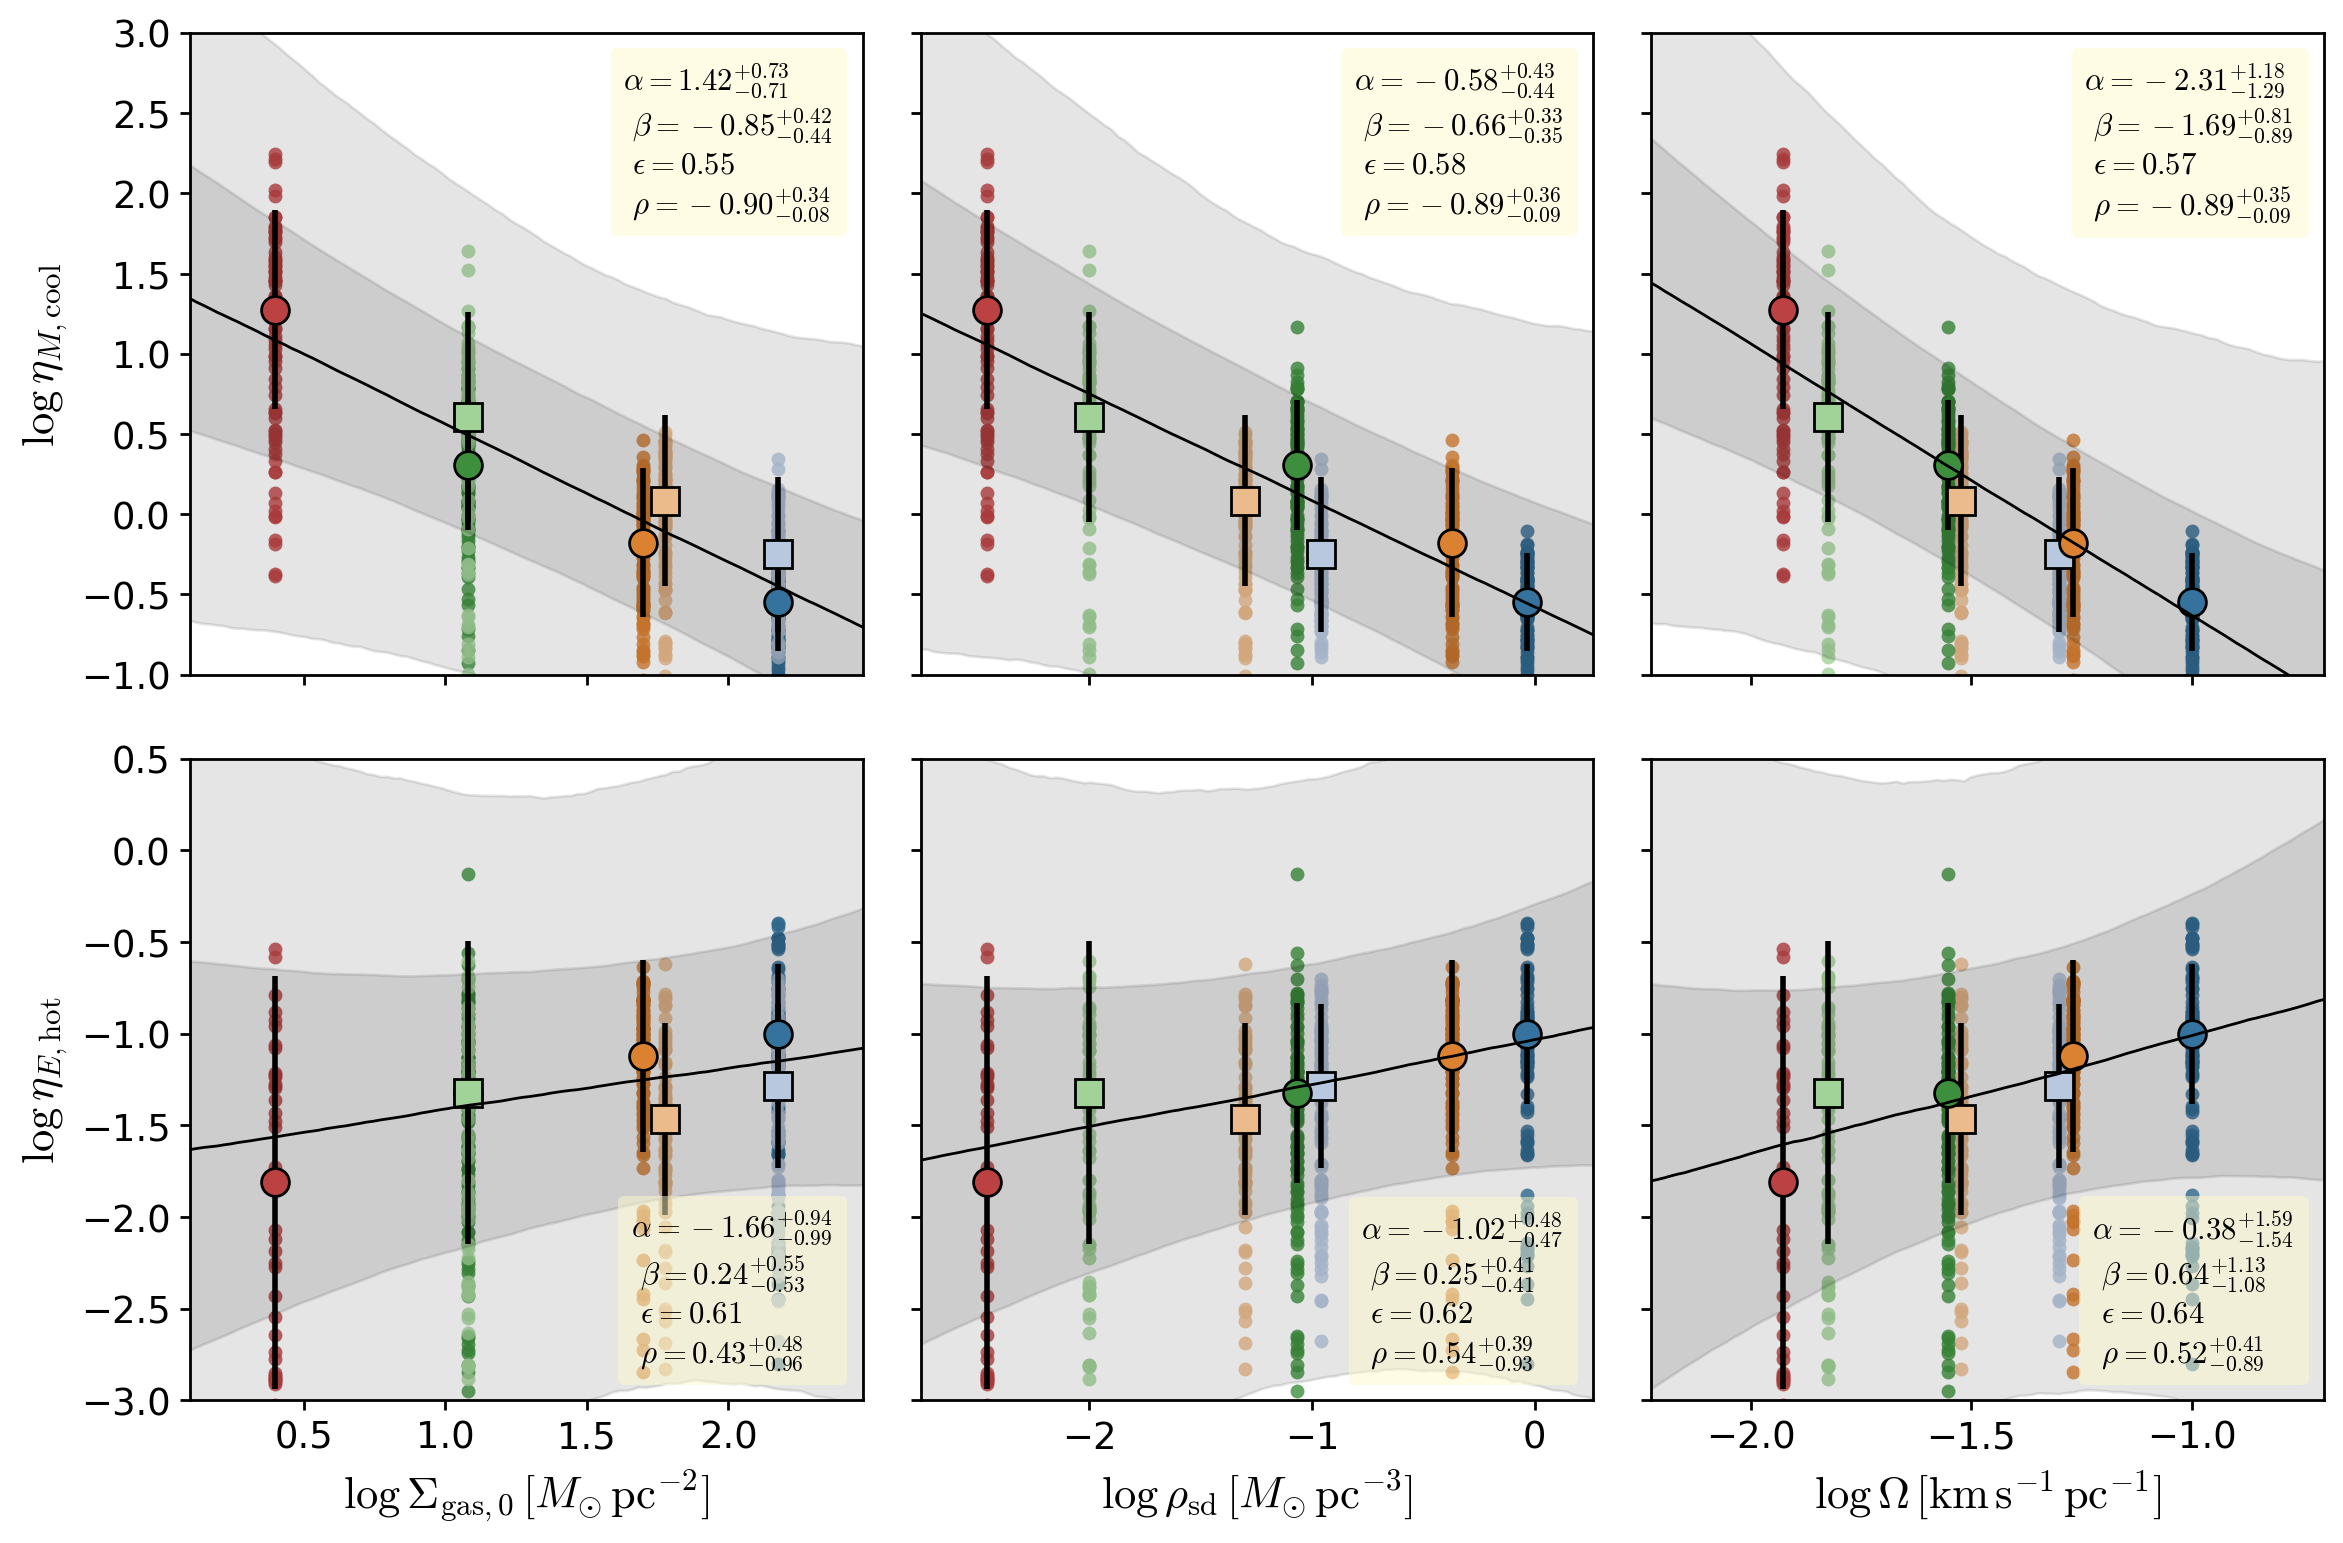 3.0
2.5
2.0
1.5
1.0
0.5
0.0
−0.5
−1.0
log η_{M, cool}
α = 1.42^{+0.73}_{−0.71}
β = −0.85^{+0.42}_{−0.44}
ϵ = 0.55
ρ = −0.90^{+0.34}_{−0.08}
α = −0.58^{+0.43}_{−0.44}
β = −0.66^{+0.33}_{−0.35}
ϵ = 0.58
ρ = −0.89^{+0.36}_{−0.09}
α = −2.31^{+1.18}_{−1.29}
β = −1.69^{+0.81}_{−0.89}
ϵ = 0.57
ρ = −0.89^{+0.35}_{−0.09}
0.5
0.0
−0.5
−1.0
−1.5
−2.0
−2.5
−3.0
log η_{E, hot}
α = −1.66^{+0.94}_{−0.99}
β = 0.24^{+0.55}_{−0.53}
ϵ = 0.61
ρ = 0.43^{+0.48}_{−0.96}
α = −1.02^{+0.48}_{−0.47}
β = 0.25^{+0.41}_{−0.41}
ϵ = 0.62
ρ = 0.54^{+0.39}_{−0.93}
α = −0.38^{+1.59}_{−1.54}
β = 0.64^{+1.13}_{−1.08}
ϵ = 0.64
ρ = 0.52^{+0.41}_{−0.89}
0.5 1.0 1.5 2.0
−2 −1 0
−2.0 −1.5 −1.0
log Σ_{gas, 0} [M_⊙ pc^{−2}]
log ρ_{sd} [M_⊙ pc^{−3}]
log Ω [km s^{−1} pc^{−1}]